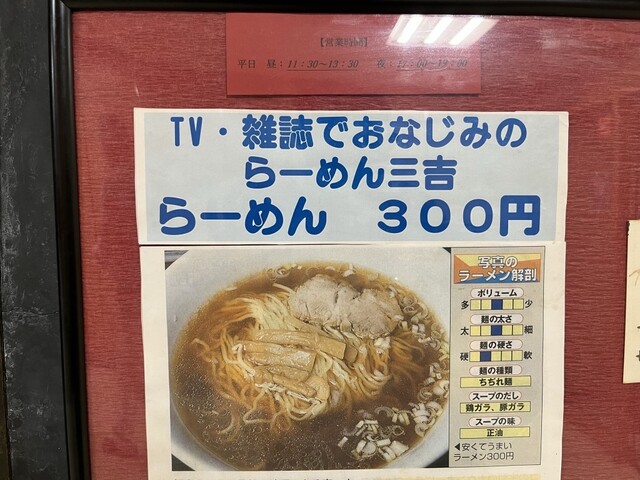 【営業時間】
平日 昼：11：30～13：30 夜：17：00～19：00
TV・雑誌でおなじみの
らーめん三吉
らーめん 300円
写真の
ラーメン解剖
ボリューム
多 少
麺の太さ
太 細
麺の硬さ
硬 軟
麺の種類
ちぢれ麺
スープのだし
鶏ガラ、豚ガラ
スープの味
正油
◀安くてうまい
ラーメン300円